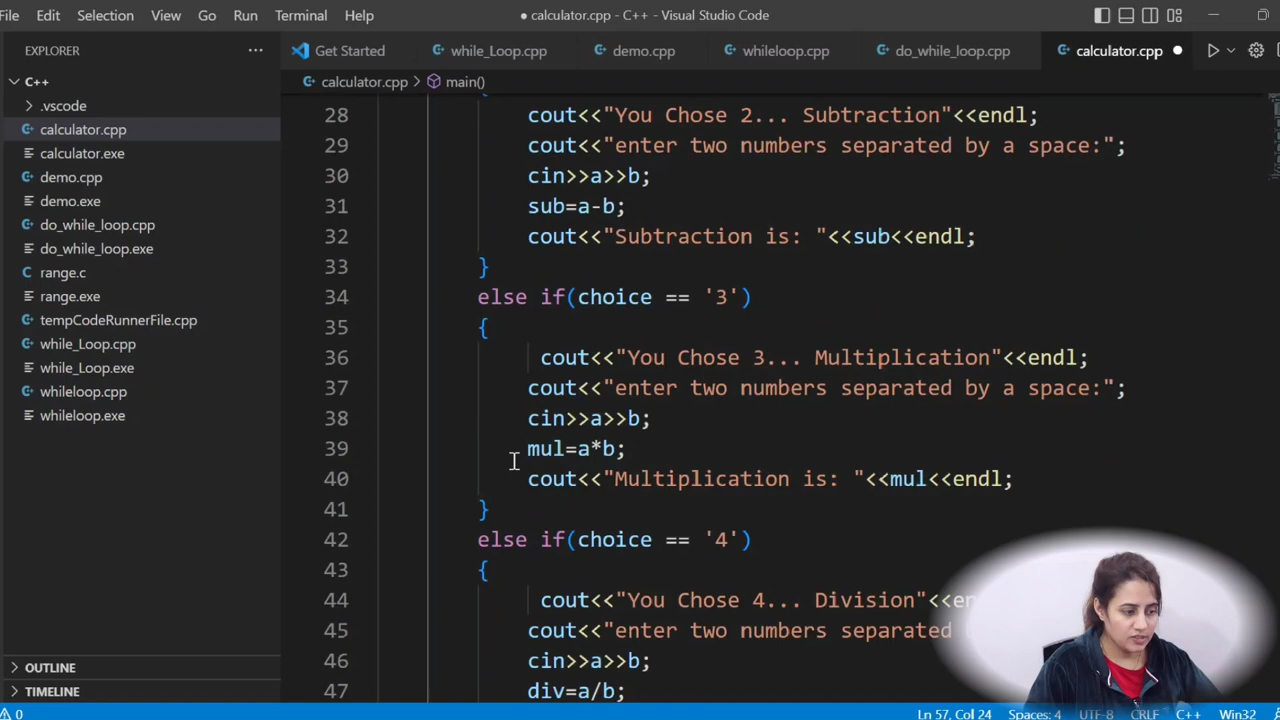 File Edit Selection View Go Run Terminal Help ● calculator.cpp - C++ - Visual Studio Code
EXPLORER ··· Get Started while_Loop.cpp demo.cpp whileloop.cpp do_while_loop.cpp calculator.cpp ●
C++
calculator.cpp > main()
.vscode
calculator.cpp
calculator.exe
demo.cpp
demo.exe
do_while_loop.cpp
do_while_loop.exe
range.c
range.exe
tempCodeRunnerFile.cpp
while_Loop.cpp
while_Loop.exe
whileloop.cpp
whileloop.exe
OUTLINE
TIMELINE
28 cout<<"You Chose 2... Subtraction"<<endl;
29 cout<<"enter two numbers separated by a space:";
30 cin>>a>>b;
31 sub=a-b;
32 cout<<"Subtraction is: "<<sub<<endl;
33 }
34 else if(choice == '3')
35 {
36 cout<<"You Chose 3... Multiplication"<<endl;
37 cout<<"enter two numbers separated by a space:";
38 cin>>a>>b;
39 mul=a*b;
40 cout<<"Multiplication is: "<<mul<<endl;
41 }
42 else if(choice == '4')
43 {
44 cout<<"You Chose 4... Division"<<
45 cout<<"enter two numbers separated
46 cin>>a>>b;
47 div=a/b;
0 Ln 57, Col 24 Spaces: 4 UTF-8 CRLF C++ Win32